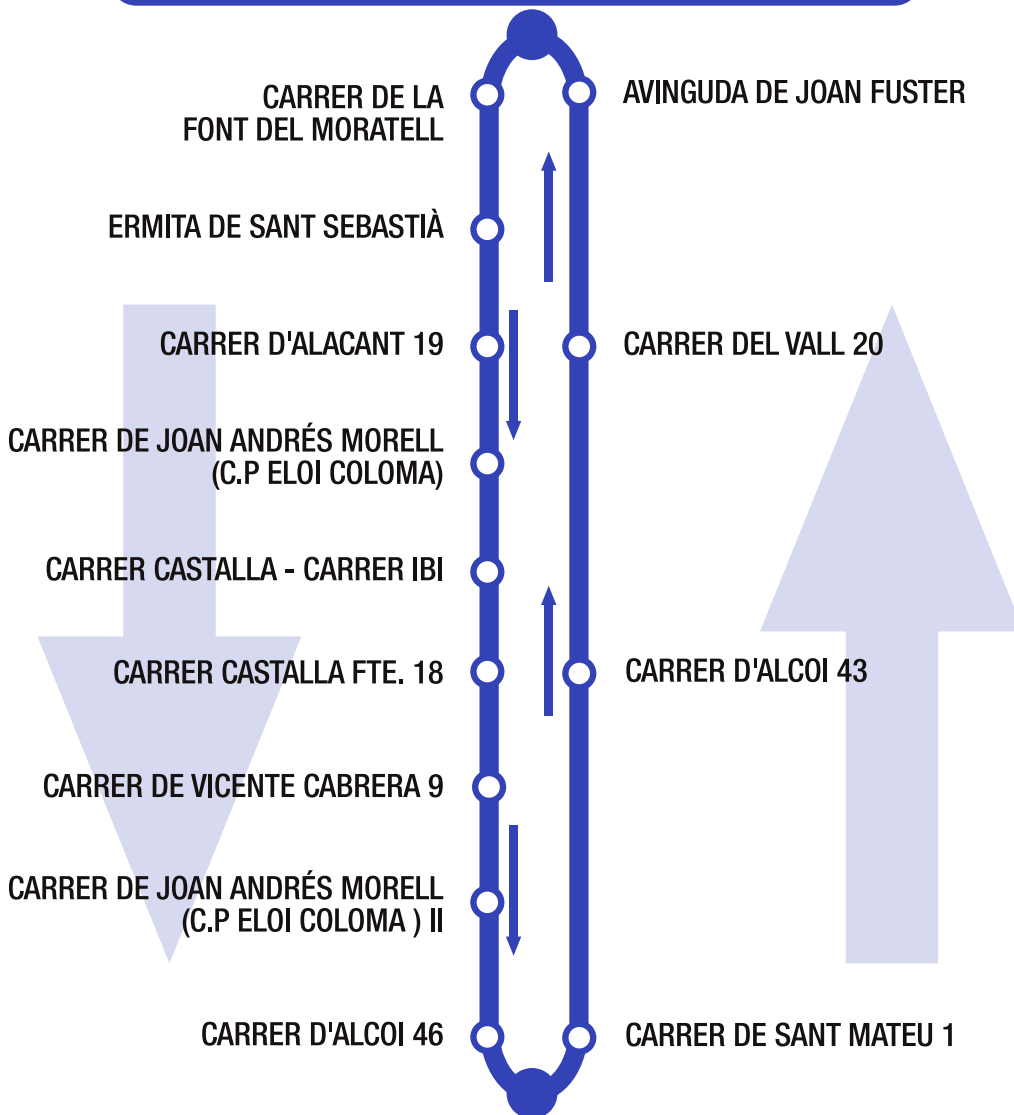 CARRER DE LA
FONT DEL MORATELL
AVINGUDA DE JOAN FUSTER
ERMITA DE SANT SEBASTIÀ
CARRER D'ALACANT 19
CARRER DEL VALL 20
CARRER DE JOAN ANDRÉS MORELL
(C.P ELOI COLOMA)
CARRER CASTALLA - CARRER IBI
CARRER CASTALLA FTE. 18
CARRER D'ALCOI 43
CARRER DE VICENTE CABRERA 9
CARRER DE JOAN ANDRÉS MORELL
(C.P ELOI COLOMA ) II
CARRER D'ALCOI 46
CARRER DE SANT MATEU 1